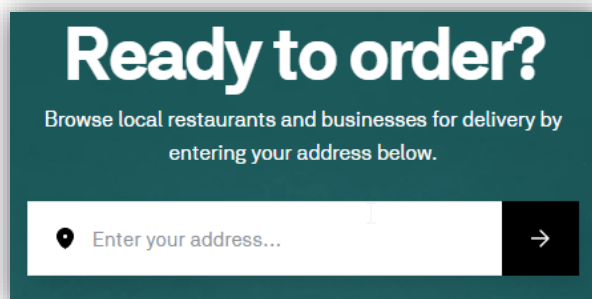 Ready to order?
Browse local restaurants and businesses for delivery by
entering your address below.
Enter your address...